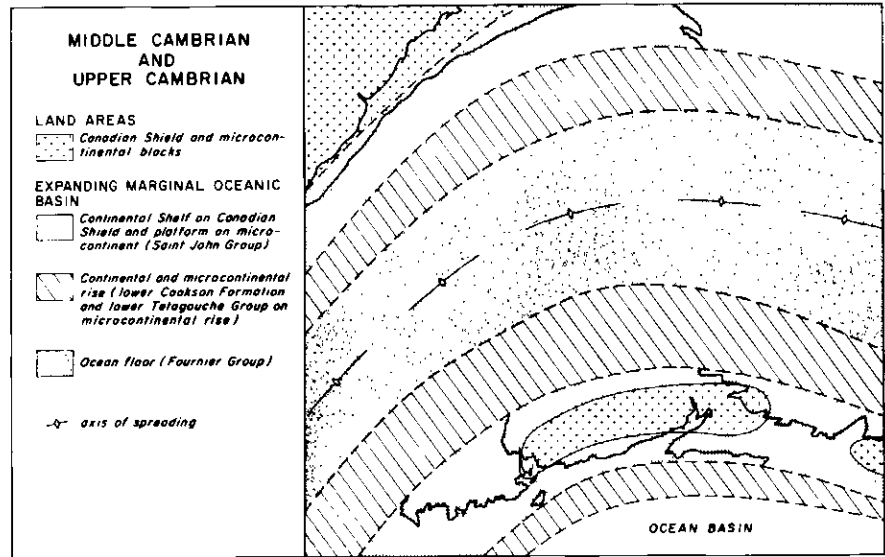 MIDDLE CAMBRIAN
AND
UPPER CAMBRIAN
LAND AREAS
Canadian Shield and microcon-
tinental blocks
EXPANDING MARGINAL OCEANIC
BASIN
Continental Shelf on Canadian
Shield and platform on micro-
continent (Saint John Group)
Continental and microcontinental
rise (lower Cookson Formation
and lower Tetagouche Group on
microcontinental rise)
Ocean floor (Fournier Group)
axis of spreading
OCEAN BASIN